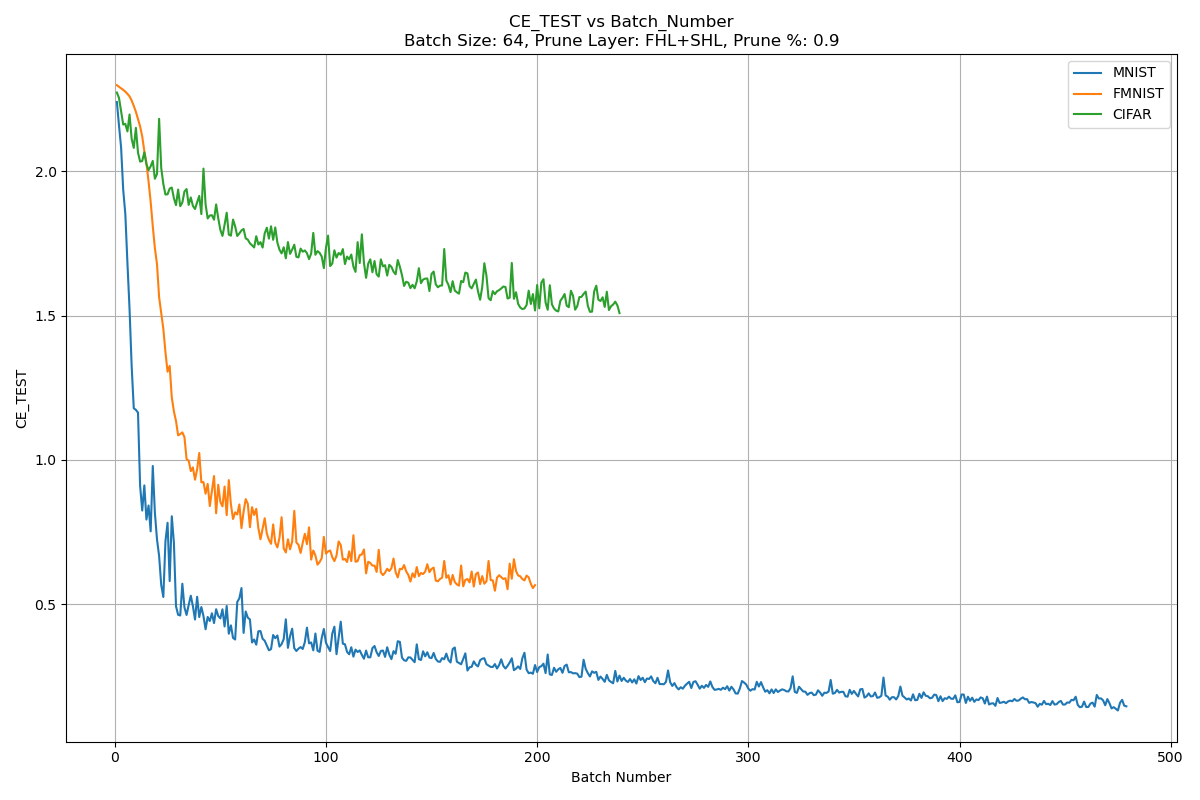 CE_TEST vs Batch_Number
Batch Size: 64, Prune Layer: FHL+SHL, Prune %: 0.9
MNIST
FMNIST
CIFAR
2.0
1.5
1.0
0.5
CE_TEST
0 100 200 300 400 500
Batch Number